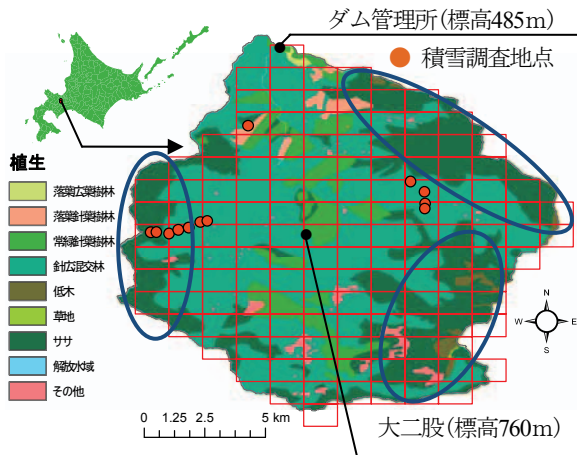 ダム管理所(標高485m)
積雪調査地点
植生
落葉広葉樹林
落葉針葉樹林
常緑針葉樹林
針広混交林
低木
草地
ササ
解放水域
その他
N
W
E
S
0 1.25 2.5 5 km
大二股(標高760m)